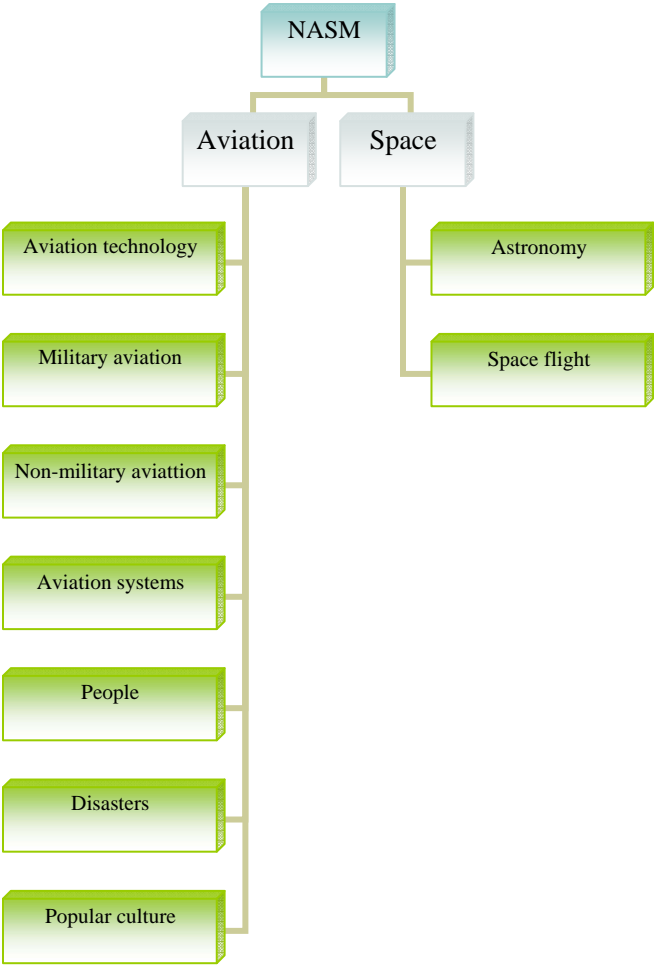 NASM
Aviation
Space
Aviation technology
Military aviation
Non-military aviattion
Aviation systems
People
Disasters
Popular culture
Astronomy
Space flight